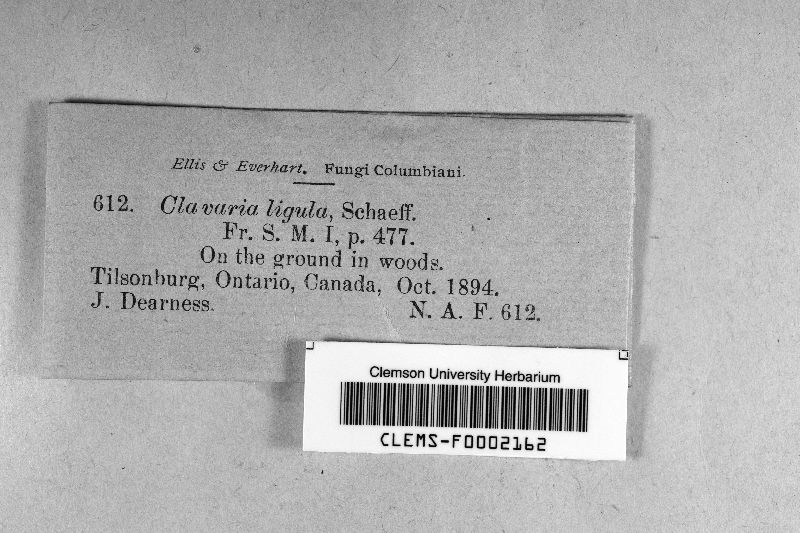 Ellis & Everhart. Fungi Columbiani.
612. Clavaria ligula, Schaeff.
Fr. S. M. I, p. 477.
On the ground in woods.
Tilsonburg, Ontario, Canada, Oct. 1894.
J. Dearness. N. A. F. 612.
Clemson University Herbarium
CLEMS-F0002162